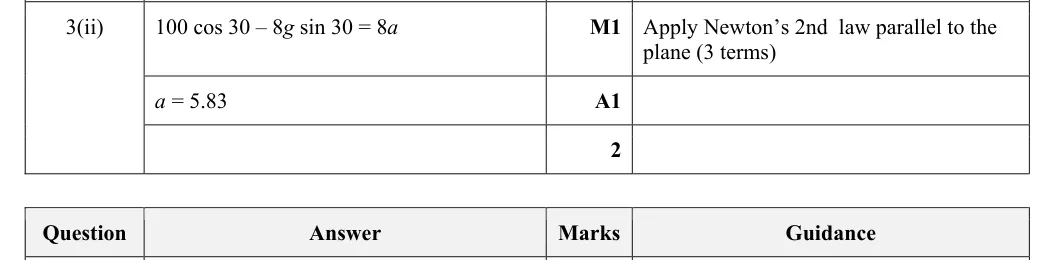 3(ii) 100 cos 30 – 8g sin 30 = 8a M1 Apply Newton’s 2nd law parallel to the
plane (3 terms)
a = 5.83 A1
2
Question Answer Marks Guidance